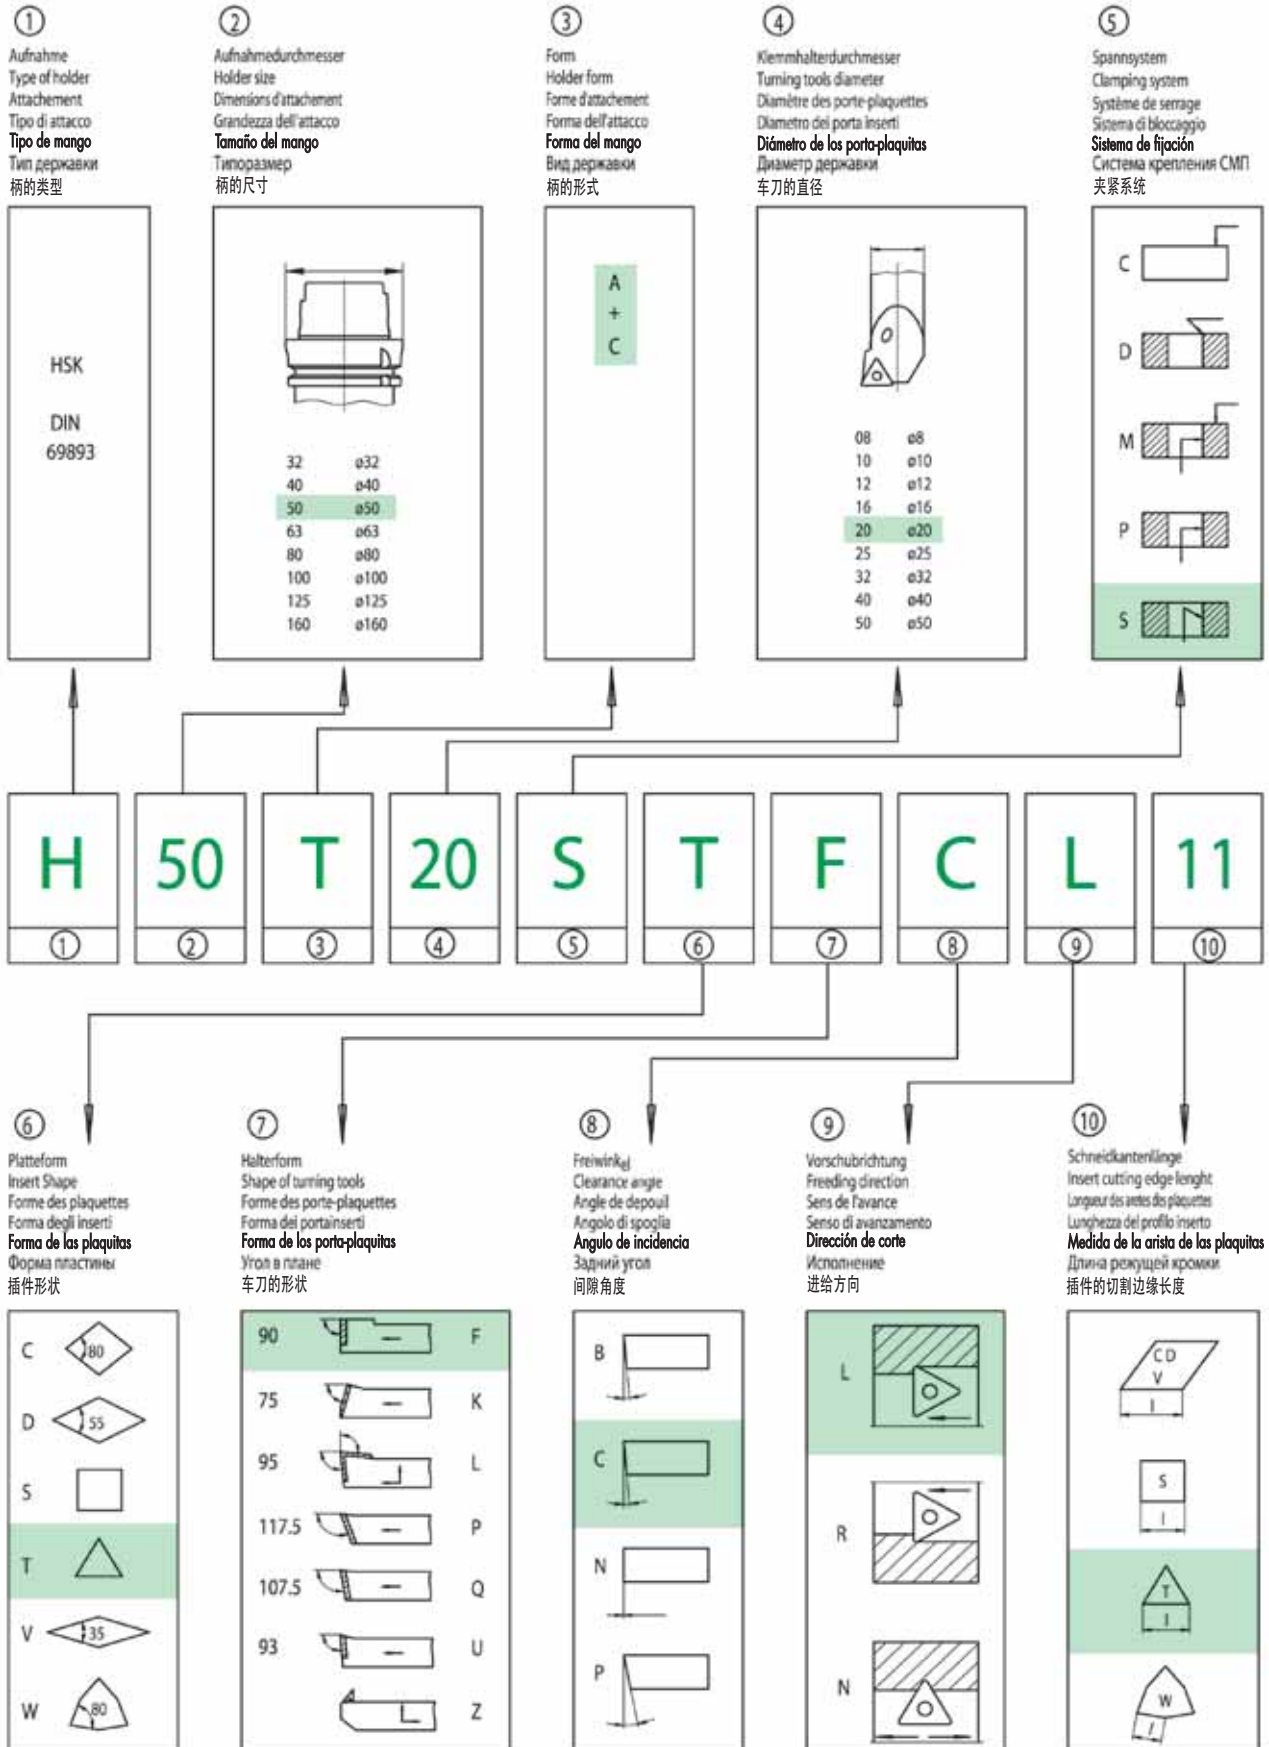 ①
Aufnahme
Type of holder
Attachement
Tipo di attacco
Tipo de mango
Тип державки
柄的类型
HSK
DIN
69893
②
Aufnahmedurchmesser
Holder size
Dimensions d'attachement
Grandezza dell'attacco
Tamaño del mango
Типоразмер
柄的尺寸
32 ø32
40 ø40
50 ø50
63 ø63
80 ø80
100 ø100
125 ø125
160 ø160
③
Form
Holder form
Forme d'attachement
Forma dell'attacco
Forma del mango
Вид державки
柄的形式
A
+
C
④
Klemmhalterdurchmesser
Turning tools diameter
Diamètre des porte-plaquettes
Diametro dei porta inserti
Diámetro de los porta-plaquitas
Диаметр державки
车刀的直径
08 ø8
10 ø10
12 ø12
16 ø16
20 ø20
25 ø25
32 ø32
40 ø40
50 ø50
⑤
Spannsystem
Clamping system
Système de serrage
Sistema di bloccaggio
Sistema de fijación
Система крепления СМП
夹紧系统
C
D
M
P
S
H 50 T 20 S T F C L 11
① ② ③ ④ ⑤ ⑥ ⑦ ⑧ ⑨ ⑩
⑥
Platteform
Insert Shape
Forme des plaquettes
Forma degli inserti
Forma de las plaquitas
Форма пластины
插件形状
C 80
D 55
S
T
V 35
W 80
⑦
Halterform
Shape of turning tools
Forme des porte-plaquettes
Forma dei portainserti
Forma de los porta-plaquitas
Угол в плане
车刀的形状
90 F
75 K
95 L
117.5 P
107.5 Q
93 U
Z
⑧
Freiwinkel
Clearance angle
Angle de depouil
Angolo di spoglia
Angulo de incidencia
Задний угол
间隙角度
B
C
N
P
⑨
Vorschubrichtung
Freeding direction
Sens de l'avance
Senso di avanzamento
Dirección de corte
Исполнение
进给方向
L
R
N
⑩
Schneidkantenlänge
Insert cutting edge lenght
Longueur des aretes des plaquettes
Lunghezza del profilo inserto
Medida de la arista de las plaquitas
Длина режущей кромки
插件的切割边缘长度
C D
V
l
S
l
T
l
W
l